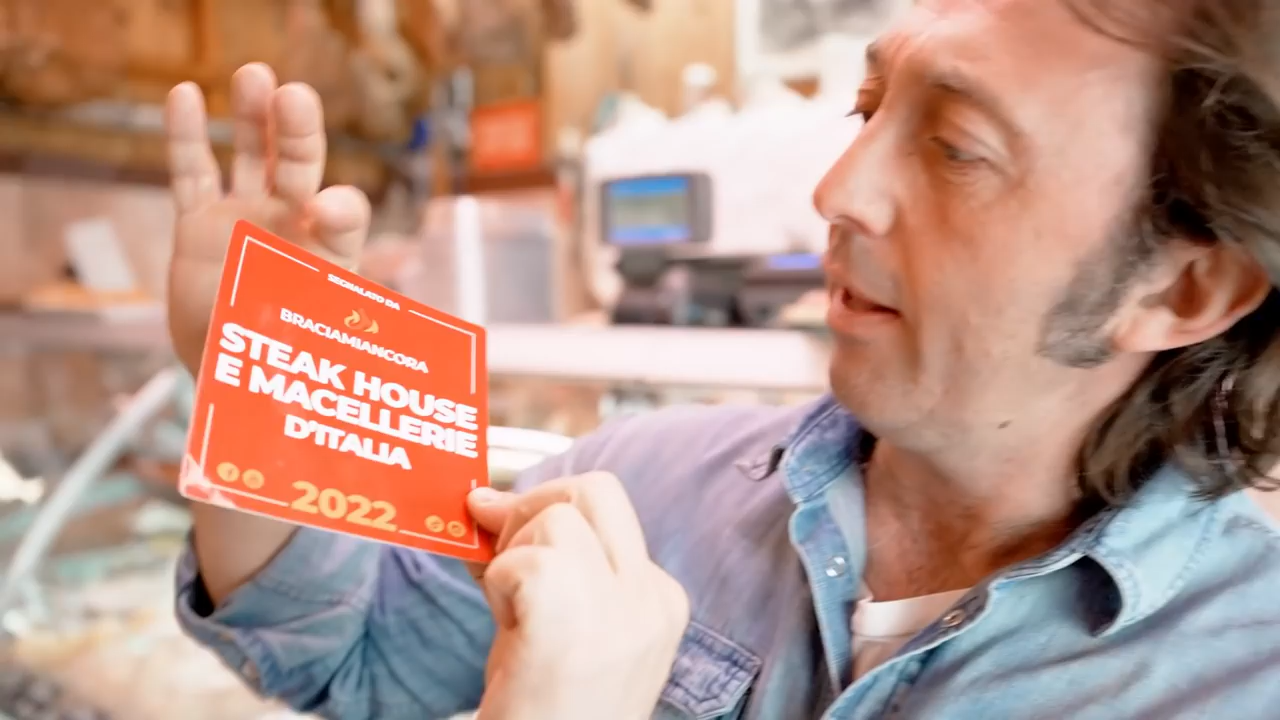 SEGNALATO DA
BRACIAMIANCORA
STEAK HOUSE
E MACELLERIE
D'ITALIA
2022